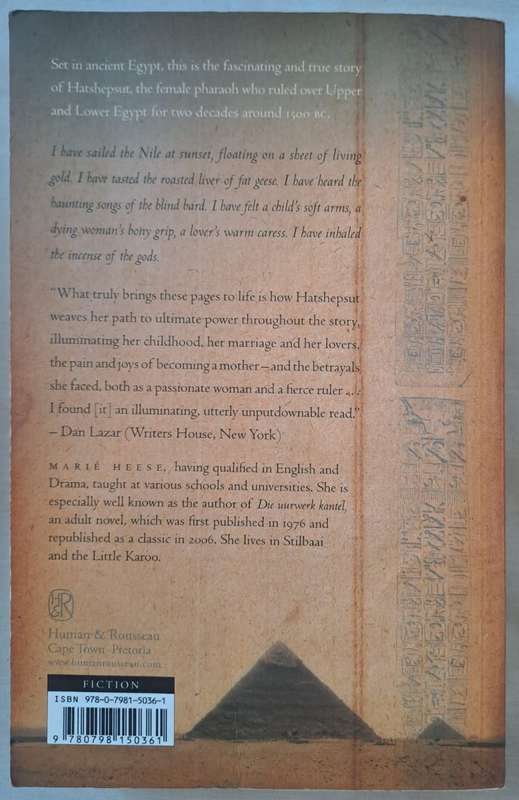 Set in ancient Egypt, this is the fascinating and true story
of Hatshepsut, the female pharaoh who ruled over Upper
and Lower Egypt for two decades around 1500 BC.
I have sailed the Nile at sunset, floating on a sheet of living
gold. I have tasted the roasted liver of fat geese. I have heard the
haunting songs of the blind bard. I have felt a child's soft arms, a
dying woman's bony grip, a lover's warm caress. I have inhaled
the incense of the gods.
“What truly brings these pages to life is how Hatshepsut
weaves her path to ultimate power throughout the story,
illuminating her childhood, her marriage and her lovers,
the pain and joys of becoming a mother – and the betrayals
she faced, both as a passionate woman and a fierce ruler ...
I found [it] an illuminating, utterly unputdownable read.”
– Dan Lazar (Writers House, New York)
MARIÉ HEESE, having qualified in English and
Drama, taught at various schools and universities. She is
especially well known as the author of Die uurwerk kantel,
an adult novel, which was first published in 1976 and
republished as a classic in 2006. She lives in Stilbaai
and the Little Karoo.
H&R
Human & Rousseau
Cape Town Pretoria
www.humanrousseau.com
FICTION
ISBN 978-0-7981-5036-1
9 780798 150361